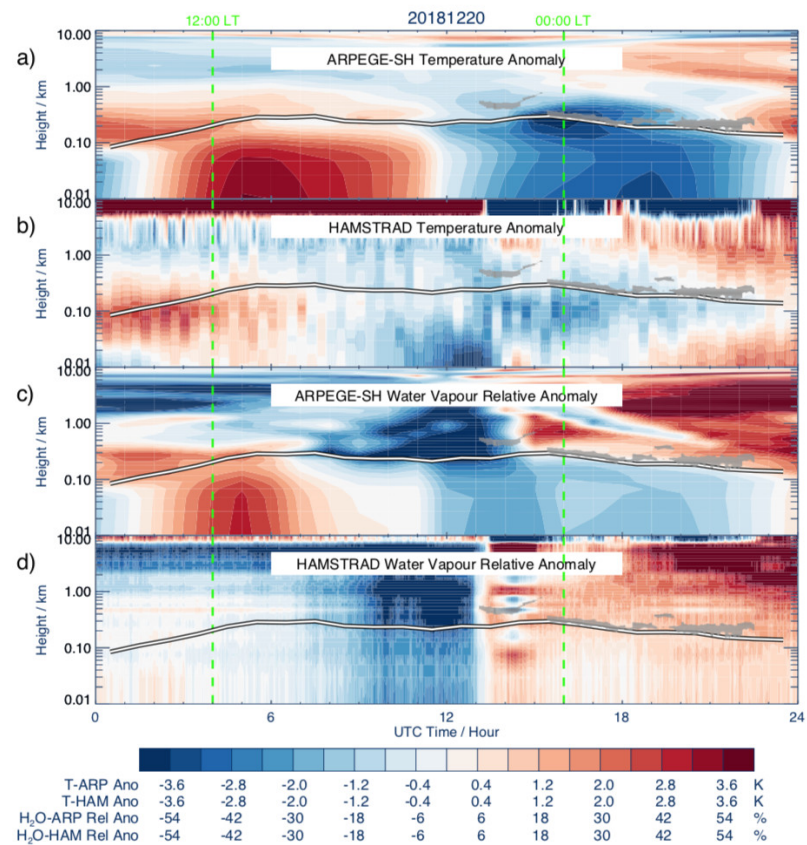 12:00 LT 20181220 00:00 LT
a)
ARPEGE-SH Temperature Anomaly
10.00
1.00
0.10
0.01
Height / km
b)
HAMSTRAD Temperature Anomaly
10.00
1.00
0.10
0.01
Height / km
c)
ARPEGE-SH Water Vapour Relative Anomaly
10.00
1.00
0.10
0.01
Height / km
d)
HAMSTRAD Water Vapour Relative Anomaly
10.00
1.00
0.10
0.01
Height / km
0 6 12 18 24
UTC Time / Hour
T-ARP Ano -3.6 -2.8 -2.0 -1.2 -0.4 0.4 1.2 2.0 2.8 3.6 K
T-HAM Ano -3.6 -2.8 -2.0 -1.2 -0.4 0.4 1.2 2.0 2.8 3.6 K
H₂O-ARP Rel Ano -54 -42 -30 -18 -6 6 18 30 42 54 %
H₂O-HAM Rel Ano -54 -42 -30 -18 -6 6 18 30 42 54 %